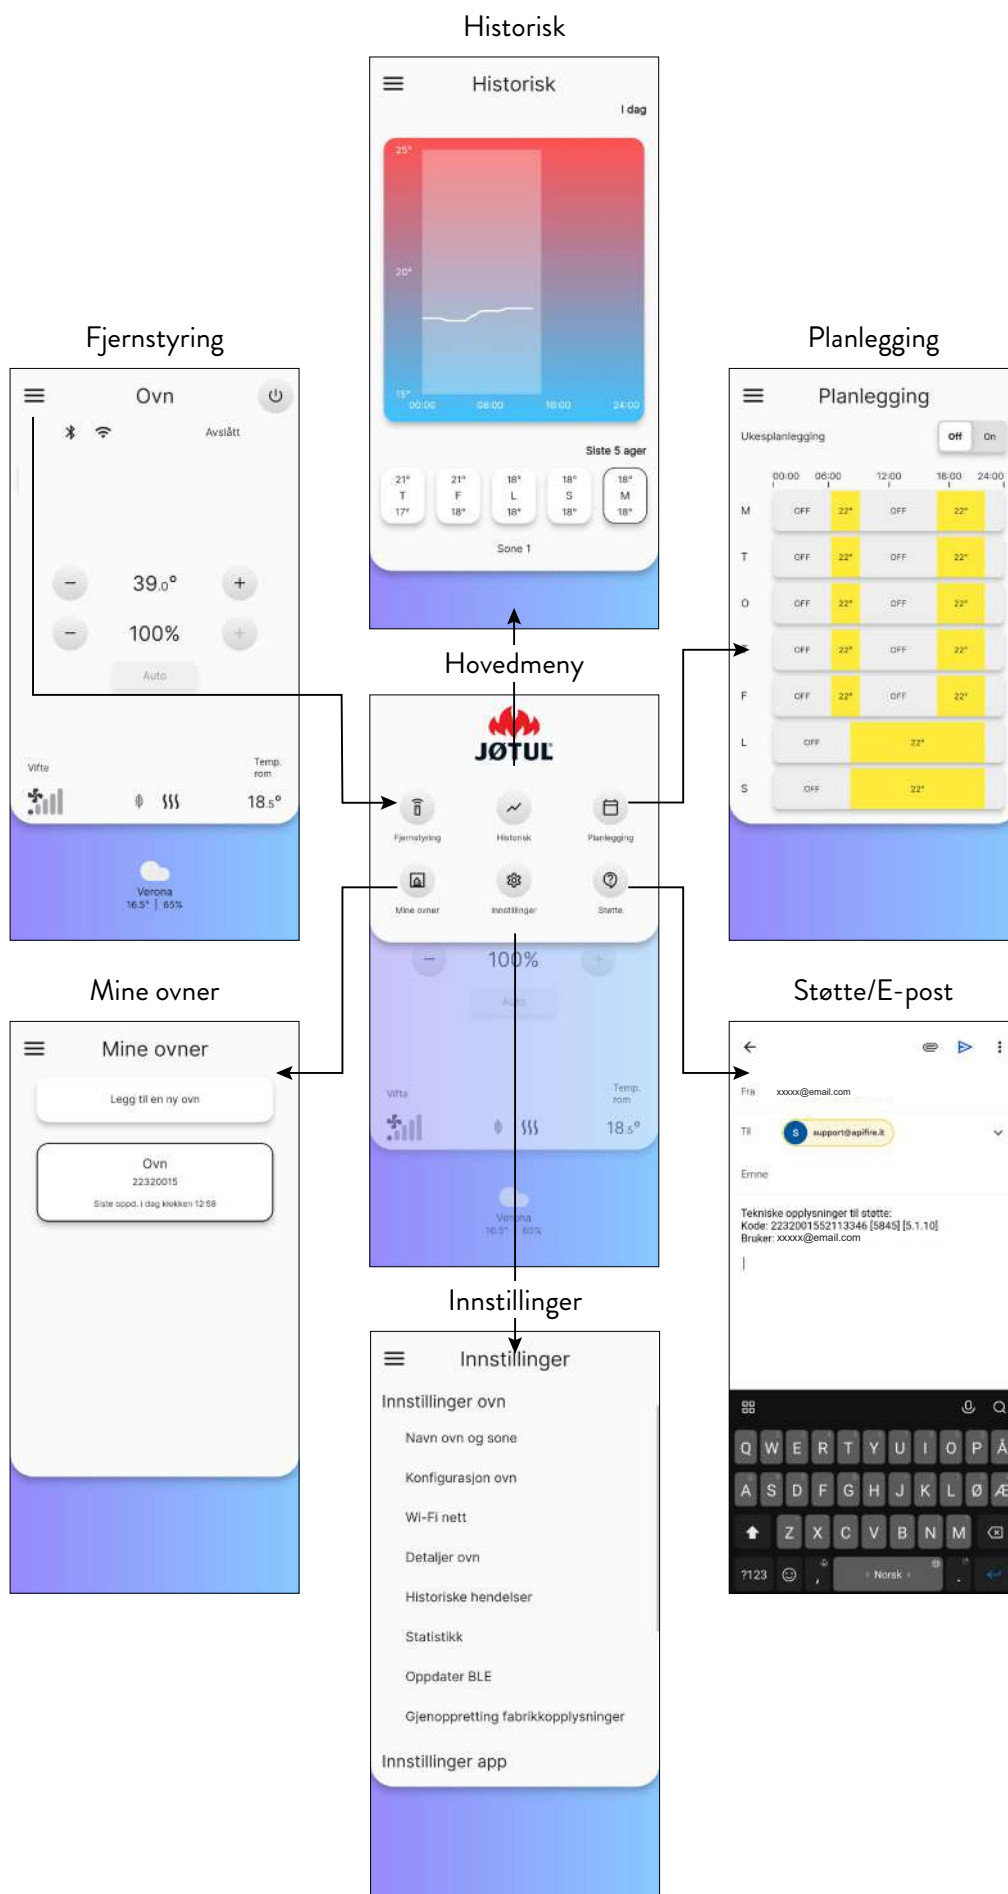 Historisk
Historisk
I dag
25°
20°
15°
00:00 08:00 16:00 24:00
Siste 5 ager
21° 21° 18° 18° 18°
T F L S M
17° 18° 18° 18° 18°
Sone 1
Fjernstyring
Ovn
Avslått
39.0°
100%
Auto
Vifte
Temp.
rom
18.5°
Verona
16.5° | 65%
Planlegging
Planlegging
Ukesplanlegging Off On
00:00 06:00 12:00 18:00 24:00
M OFF 22° OFF 22°
T OFF 22° OFF 22°
O OFF 22° OFF 22°
OFF 22° OFF 22°
F OFF 22° OFF 22°
L OFF 22°
S OFF 22°
Hovedmeny
JØTUL
Fjernstyring Historisk Planlegging
Mine ovner Innstillinger Støtte
100%
Auto
Vifte
Temp.
rom
18.5°
Verona
16.5° | 65%
Mine ovner
Mine ovner
Legg til en ny ovn
Ovn
22320015
Siste oppd. i dag klokken 12:58
Støtte/E-post
Fra xxxxx@email.com
Til S support@apifire.it
Emne
Tekniske opplysninger til støtte:
Kode: 2232001552113346 [5845] [5.1.10]
Bruker: xxxxx@email.com
Q W E R T Y U I O P Å
A S D F G H J K L Ø Æ
Z X C V B N M
?123 , Norsk .
Innstillinger
Innstillinger
Innstillinger ovn
Navn ovn og sone
Konfigurasjon ovn
Wi-Fi nett
Detaljer ovn
Historiske hendelser
Statistikk
Oppdater BLE
Gjenoppretting fabrikkopplysninger
Innstillinger app